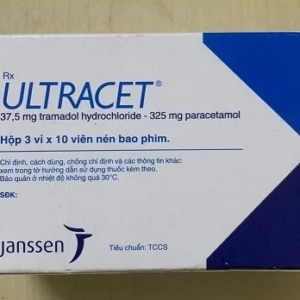 Rx
ULTRACET®
37,5 mg tramadol hydrochloride - 325 mg paracetamol
Hộp 3 vỉ x 10 viên nén bao phim.
Chỉ định, cách dùng, chống chỉ định và các thông tin khác:
xem trong tờ hướng dẫn sử dụng thuốc kèm theo.
Bảo quản ở nhiệt độ không quá 30°C.
SĐK:
janssen
Tiêu chuẩn: TCCS